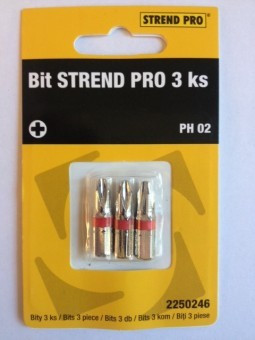 STREND PRO®
Bit STREND PRO 3 ks
PH 02
2250246
Bity 3 ks / Bits 3 piece / Bits 3 db / Bits 3 kom / Biți 3 piese